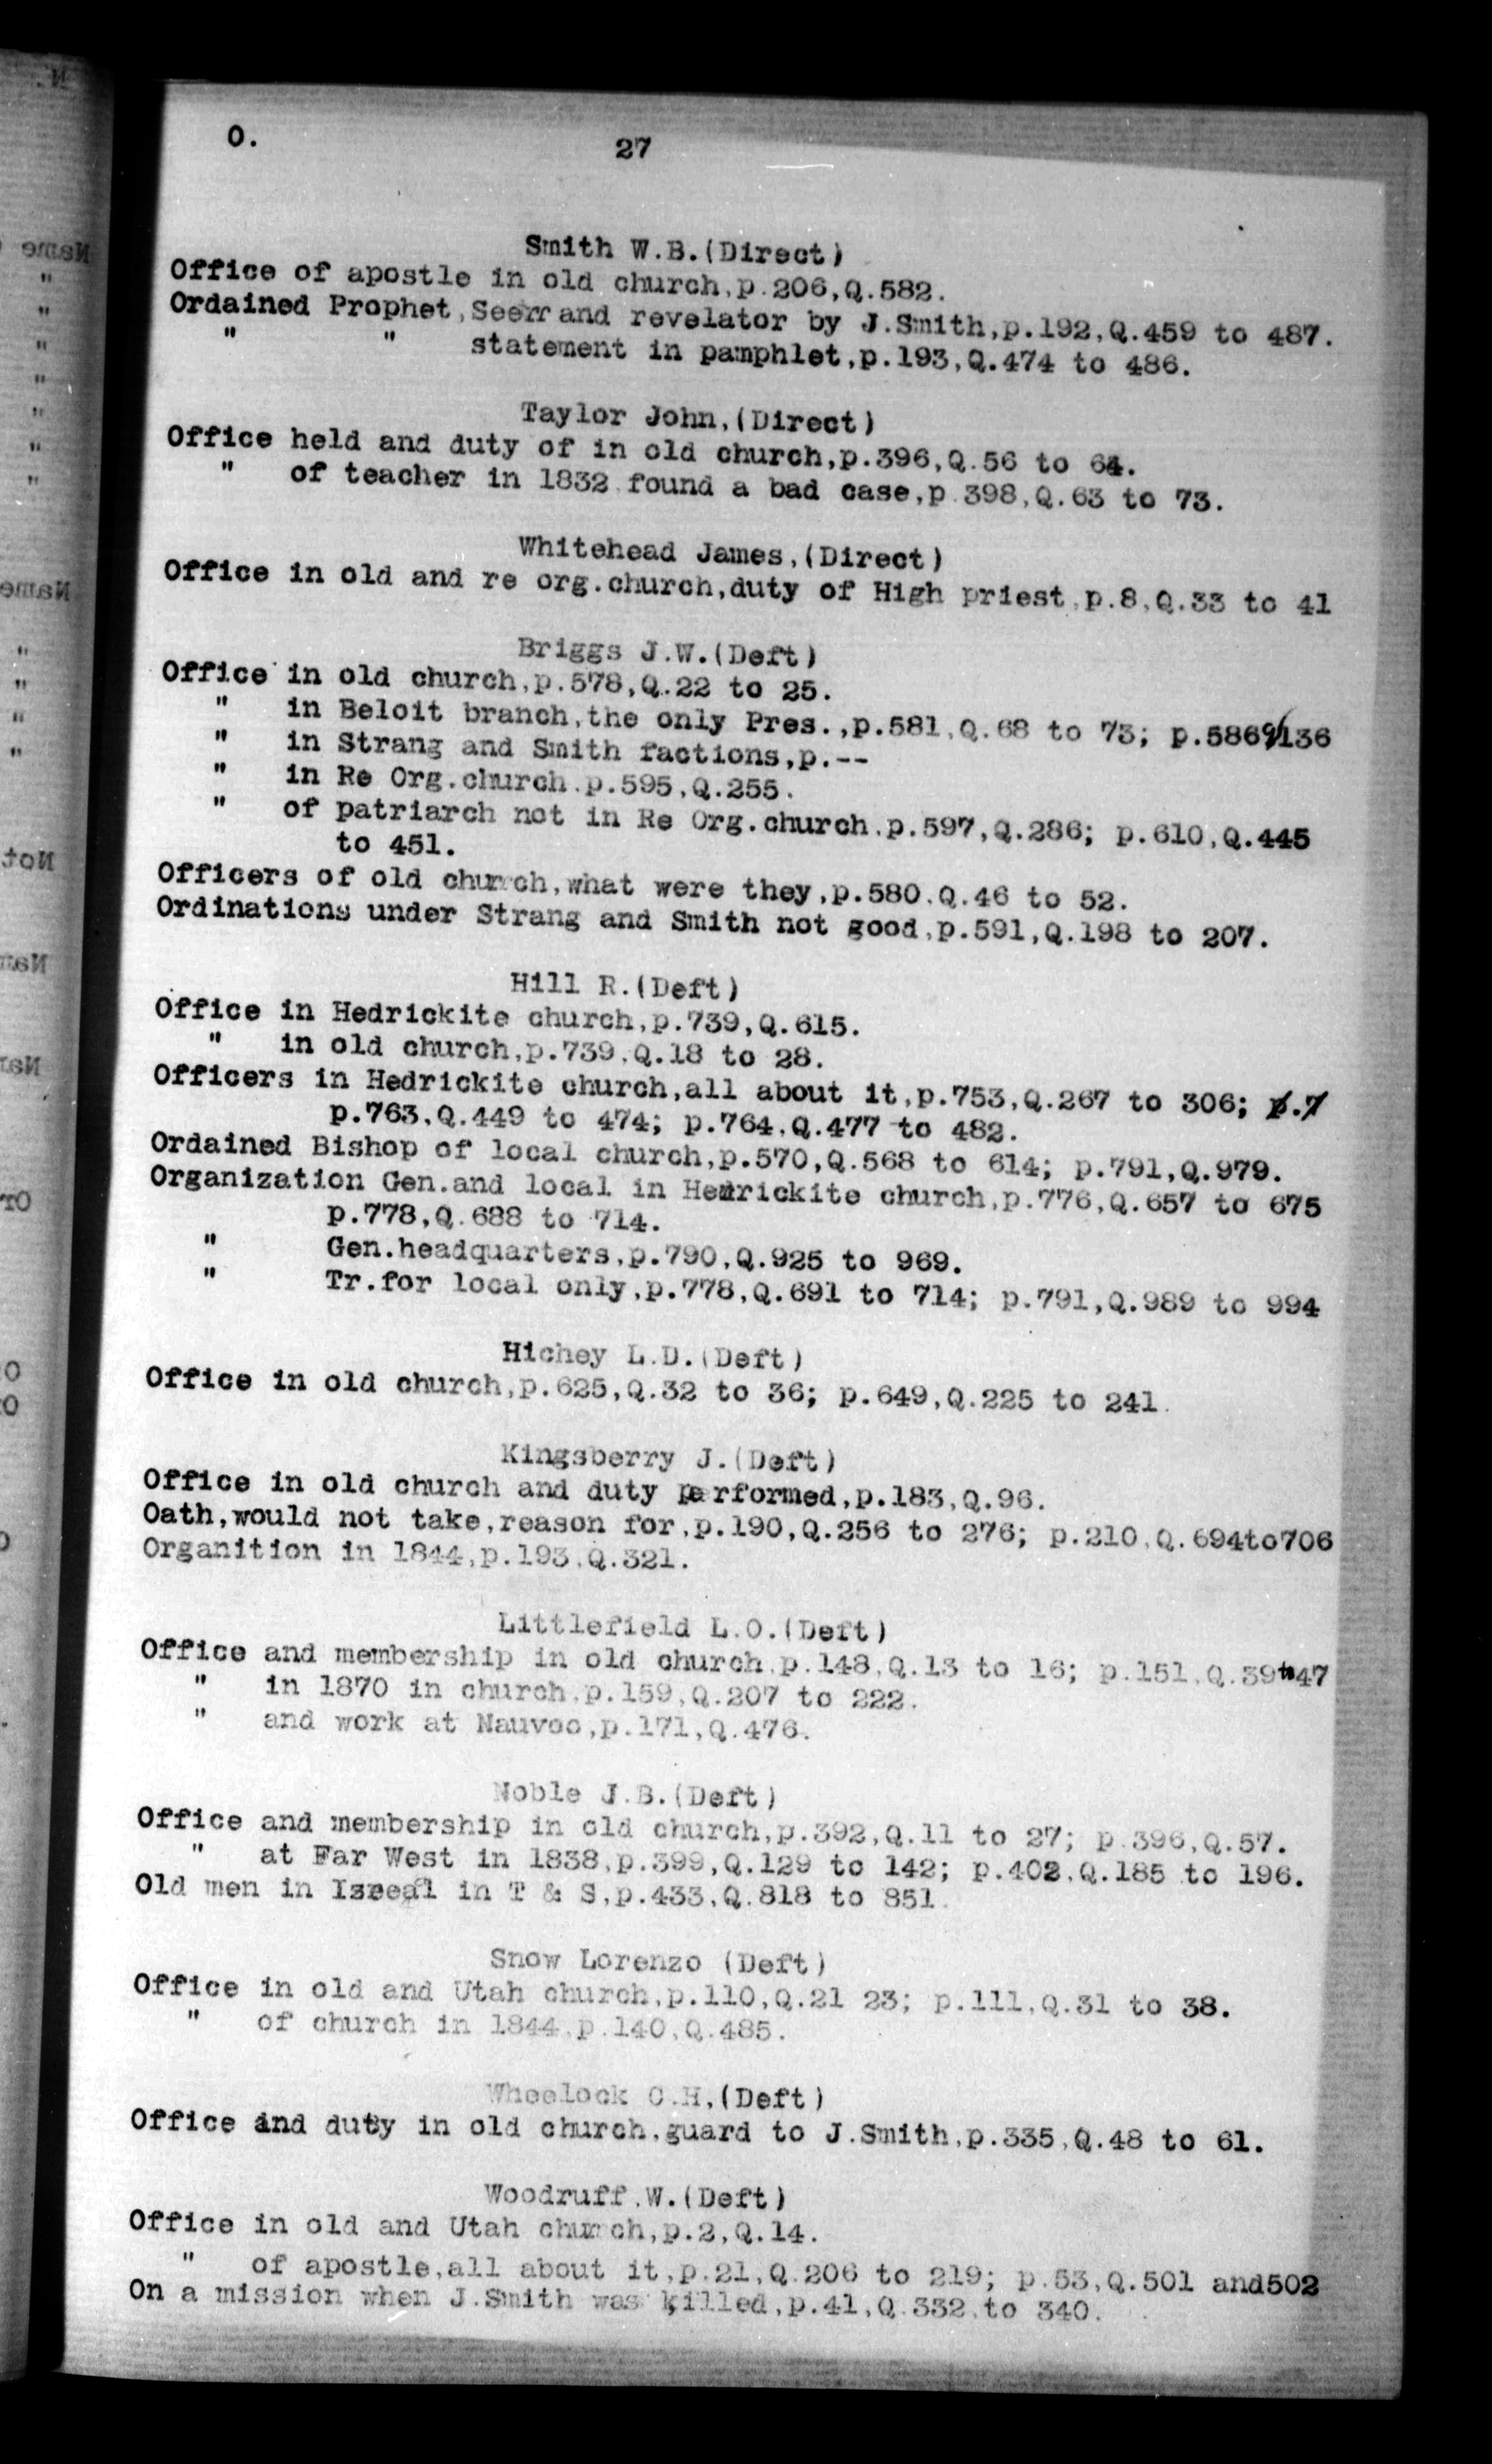 O.
27
Smith W.B.(Direct)
Office of apostle in old church,p.206,Q.582.
Ordained Prophet,Seerr and revelator by J.Smith,p.192,Q.459 to 487.
" " statement in pamphlet,p.193,Q.474 to 486.
Taylor John,(Direct)
Office held and duty of in old church,p.396,Q.56 to 64.
" of teacher in 1832 found a bad case,p.398,Q.63 to 73.
Whitehead James,(Direct)
Office in old and re org.church,duty of High priest,p.8,Q.33 to 41
Briggs J.W.(Deft)
Office in old church,p.578,Q.22 to 25.
" in Beloit branch,the only Pres.,p.581,Q.68 to 73; p.586Q136
" in Strang and Smith factions,p.--
" in Re Org.church.p.595,Q.255.
" of patriarch not in Re Org.church.p.597,Q.286; p.610,Q.445
to 451.
Officers of old church,what were they,p.580.Q.46 to 52.
Ordinations under Strang and Smith not good,p.591,Q.198 to 207.
Hill R.(Deft)
Office in Hedrickite church,p.739,Q.615.
" in old church,p.739.Q.18 to 28.
Officers in Hedrickite church,all about it,p.753,Q.267 to 306; p.7
p.763,Q.449 to 474; p.764,Q.477 to 482.
Ordained Bishop of local church,p.570,Q.568 to 614; p.791,Q.979.
Organization Gen.and local in Hedrickite church,p.776,Q.657 to 675
p.778,Q.688 to 714.
" Gen.headquarters,p.790,Q.925 to 969.
" Tr.for local only,p.778,Q.691 to 714; p.791,Q.989 to 994
Hichey L.D.(Deft)
Office in old church,p.625,Q.32 to 36; p.649,Q.225 to 241.
Kingsberry J.(Deft)
Office in old church and duty performed,p.183,Q.96.
Oath,would not take,reason for,p.190,Q.256 to 276; p.210,Q.694to706
Organition in 1844,p.193,Q.321.
Littlefield L.O.(Deft)
Office and membership in old church,p.148,Q.13 to 16; p.151,Q.39to47
" in 1870 in church,p.159,Q.207 to 222.
" and work at Nauvoo,p.171,Q.476.
Noble J.B.(Deft)
Office and membership in old church,p.392,Q.11 to 27; p.396,Q.57.
" at Far West in 1838,p.399,Q.129 to 142; p.402,Q.185 to 196.
Old men in Isreal in T & S,p.433,Q.818 to 851.
Snow Lorenzo (Deft)
Office in old and Utah church,p.110,Q.21 23; p.111,Q.31 to 38.
" of church in 1844,p.140,Q.485.
Wheelock C.H,(Deft)
Office and duty in old church,guard to J.Smith,p.335,Q.48 to 61.
Woodruff.W.(Deft)
Office in old and Utah church,p.2,Q.14.
" of apostle,all about it,p.21,Q.206 to 219; p.53,Q.501 and502
On a mission when J.Smith was killed,p.41,Q.332,to 340.